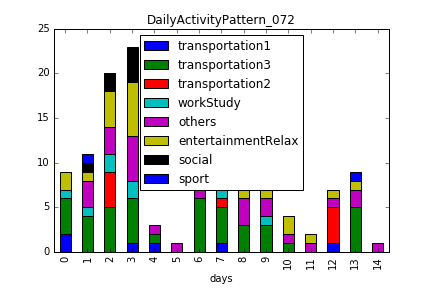 DailyActivityPattern_072
25
20
15
10
5
0
transportation1
transportation3
transportation2
workStudy
others
entertainmentRelax
social
sport
0 1 2 3 4 5 6 7 8 9 10 11 12 13 14
days